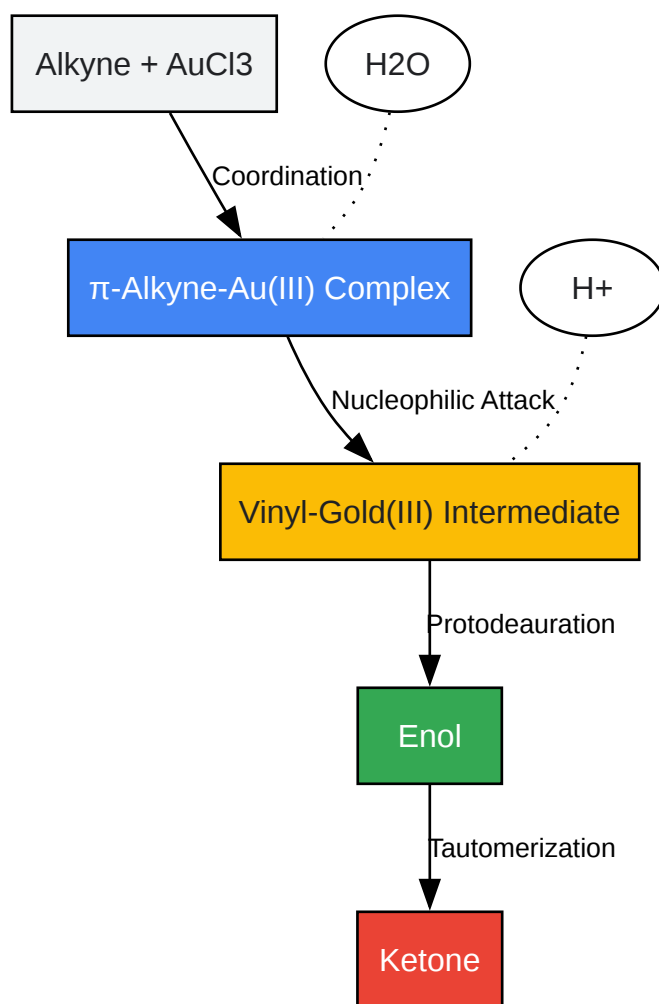 Alkyne + AuCl3
H2O
Coordination
π-Alkyne-Au(III) Complex
H+
Nucleophilic Attack
Vinyl-Gold(III) Intermediate
Protodeauration
Enol
Tautomerization
Ketone